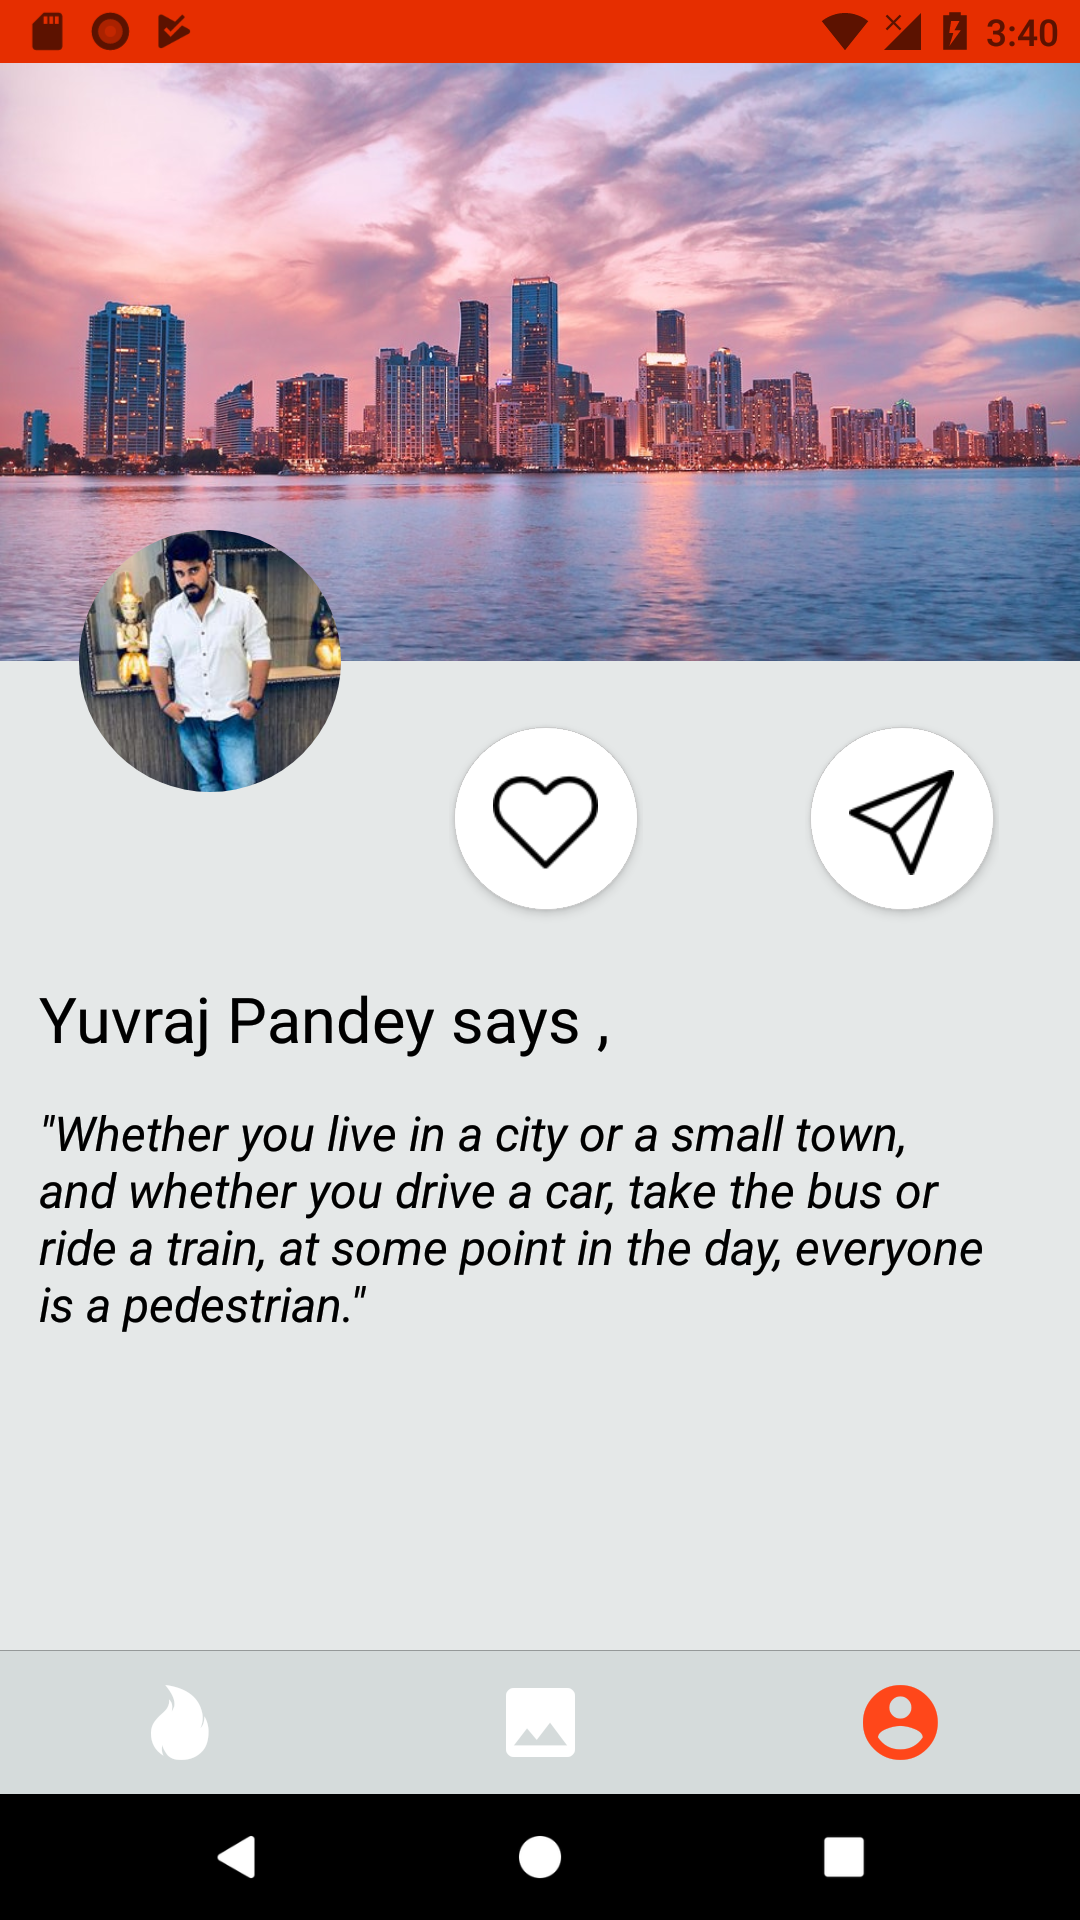 3:40
Yuvraj Pandey says ,
"Whether you live in a city or a small town,
and whether you drive a car, take the bus or
ride a train, at some point in the day, everyone
is a pedestrian."